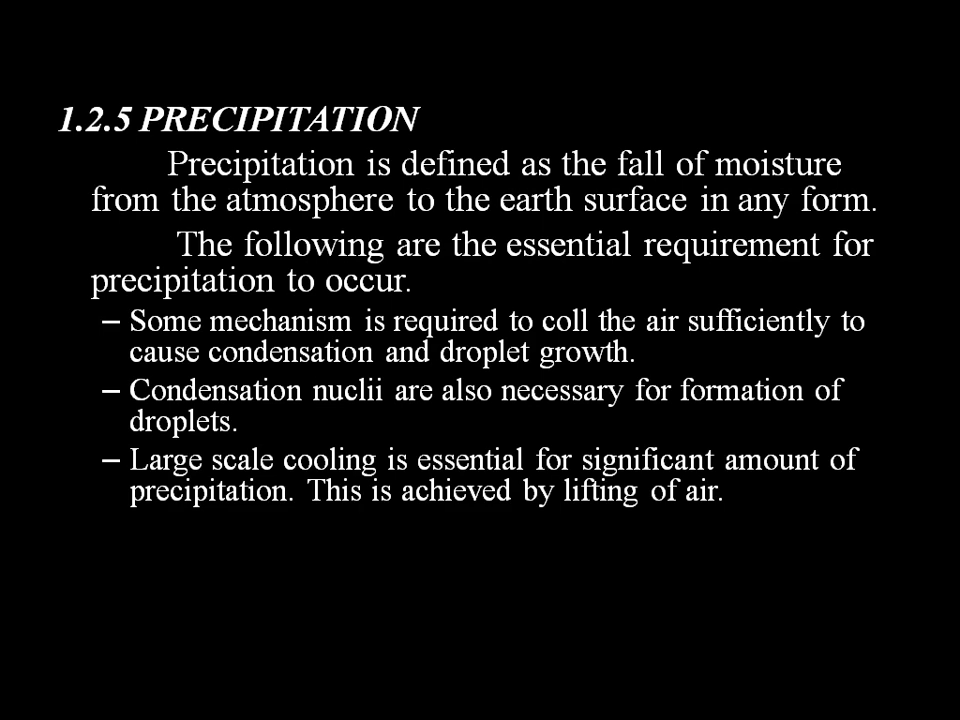 1.2.5 PRECIPITATION
Precipitation is defined as the fall of moisture
from the atmosphere to the earth surface in any form.
The following are the essential requirement for
precipitation to occur.
– Some mechanism is required to coll the air sufficiently to
cause condensation and droplet growth.
– Condensation nuclii are also necessary for formation of
droplets.
– Large scale cooling is essential for significant amount of
precipitation. This is achieved by lifting of air.